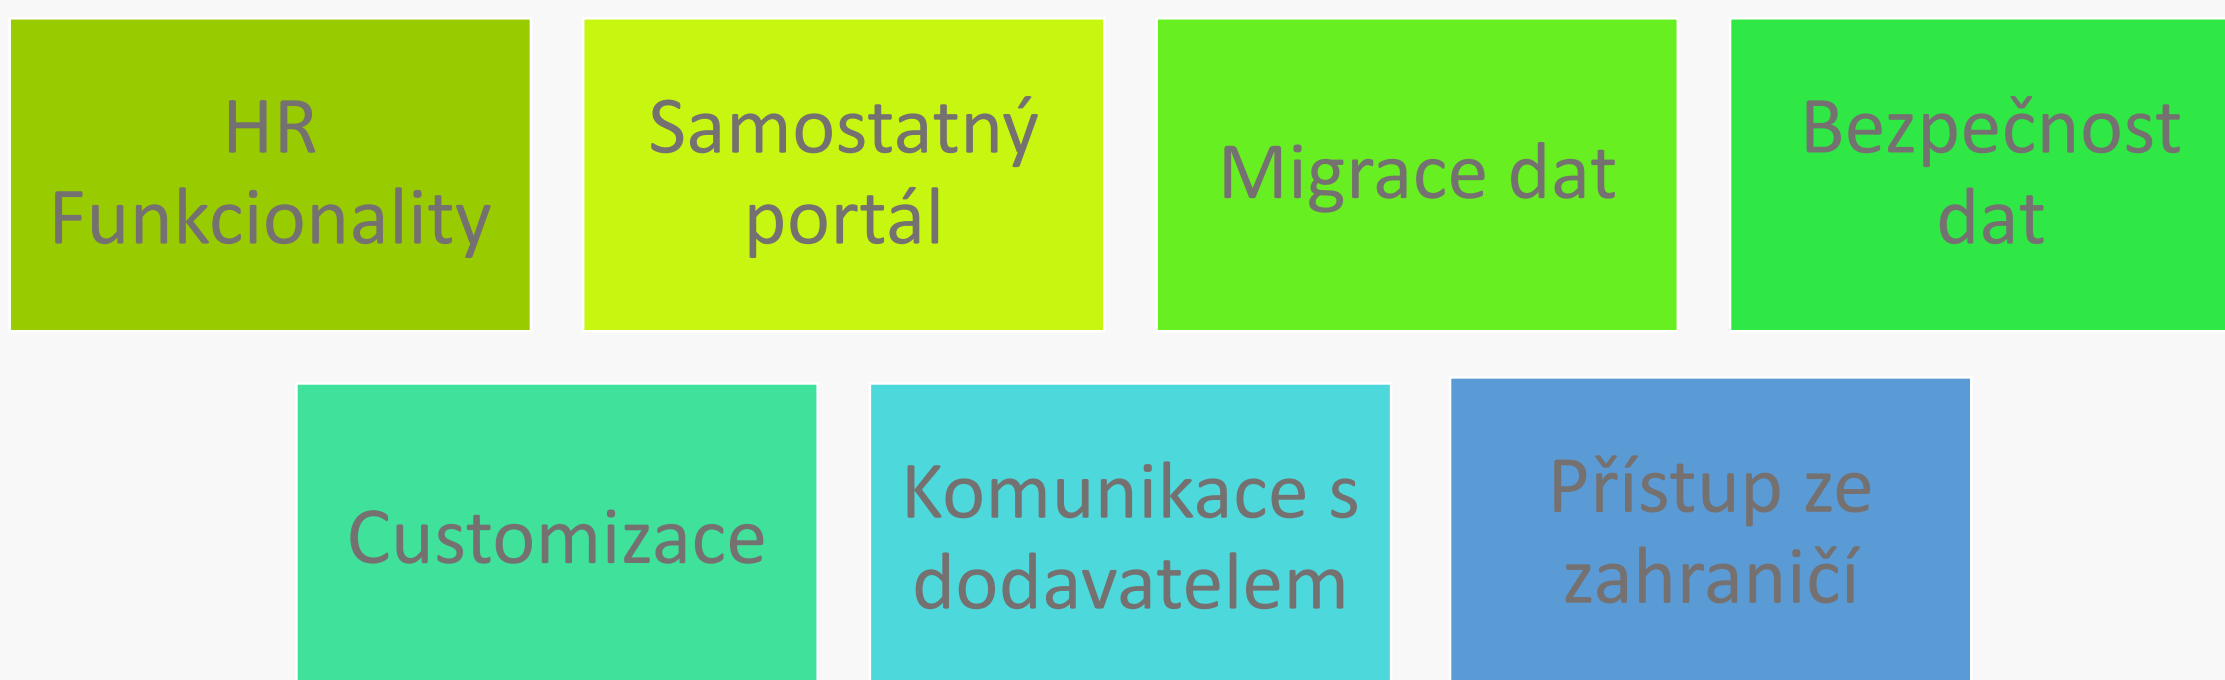 HR
Funkcionality
Samostatný
portál
Migrace dat
Bezpečnost
dat
Customizace
Komunikace s
dodavatelem
Přístup ze
zahraničí